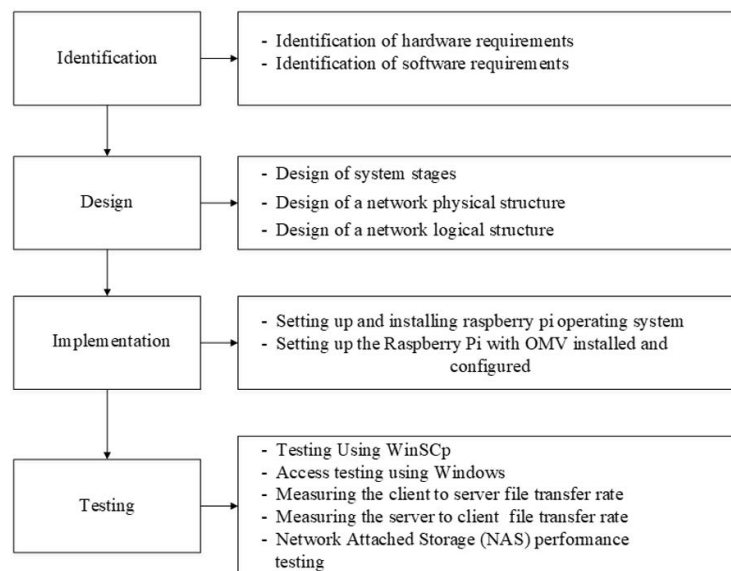 Identification
- Identification of hardware requirements
- Identification of software requirements
Design
- Design of system stages
- Design of a network physical structure
- Design of a network logical structure
Implementation
- Setting up and installing raspberry pi operating system
- Setting up the Raspberry Pi with OMV installed and
configured
Testing
- Testing Using WinSCp
- Access testing using Windows
- Measuring the client to server file transfer rate
- Measuring the server to client file transfer rate
- Network Attached Storage (NAS) performance
testing